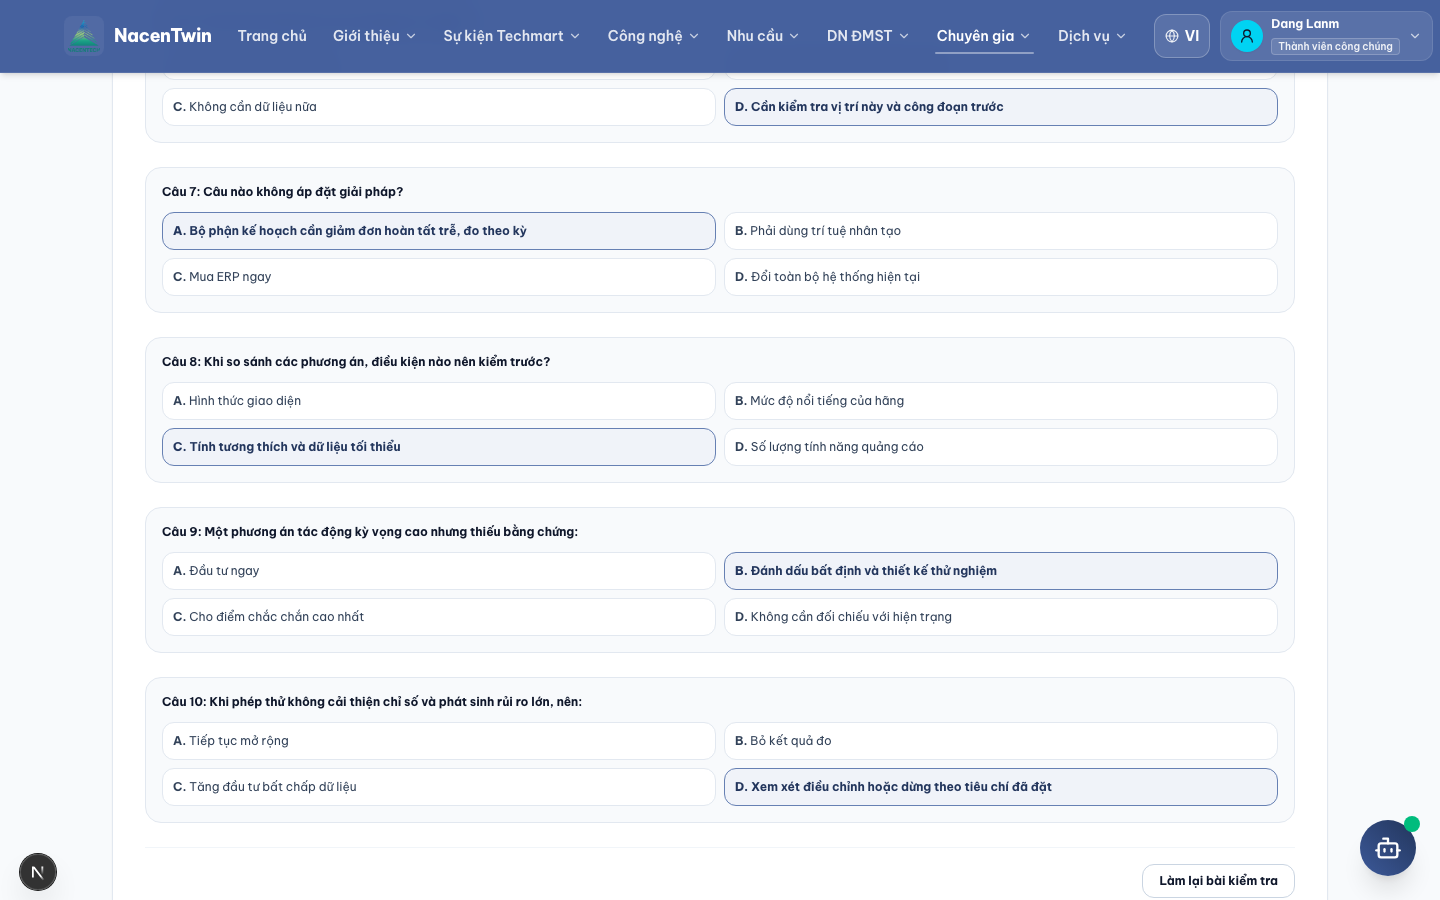 NacenTwin
Trang chủ
Giới thiệu
Sự kiện Techmart
Công nghệ
Nhu cầu
DN ĐMST
Chuyên gia
Dịch vụ
VI
Dang Lanm
Thành viên công chúng
C. Không cần dữ liệu nữa
D. Cần kiểm tra vị trí này và công đoạn trước
Câu 7: Câu nào không áp đặt giải pháp?
A. Bộ phận kế hoạch cần giảm đơn hoàn tất trễ, đo theo kỳ
B. Phải dùng trí tuệ nhân tạo
C. Mua ERP ngay
D. Đổi toàn bộ hệ thống hiện tại
Câu 8: Khi so sánh các phương án, điều kiện nào nên kiểm trước?
A. Hình thức giao diện
B. Mức độ nổi tiếng của hãng
C. Tính tương thích và dữ liệu tối thiểu
D. Số lượng tính năng quảng cáo
Câu 9: Một phương án tác động kỳ vọng cao nhưng thiếu bằng chứng:
A. Đầu tư ngay
B. Đánh dấu bất định và thiết kế thử nghiệm
C. Cho điểm chắc chắn cao nhất
D. Không cần đối chiếu với hiện trạng
Câu 10: Khi phép thử không cải thiện chỉ số và phát sinh rủi ro lớn, nên:
A. Tiếp tục mở rộng
B. Bỏ kết quả đo
C. Tăng đầu tư bất chấp dữ liệu
D. Xem xét điều chỉnh hoặc dừng theo tiêu chí đã đặt
Làm lại bài kiểm tra